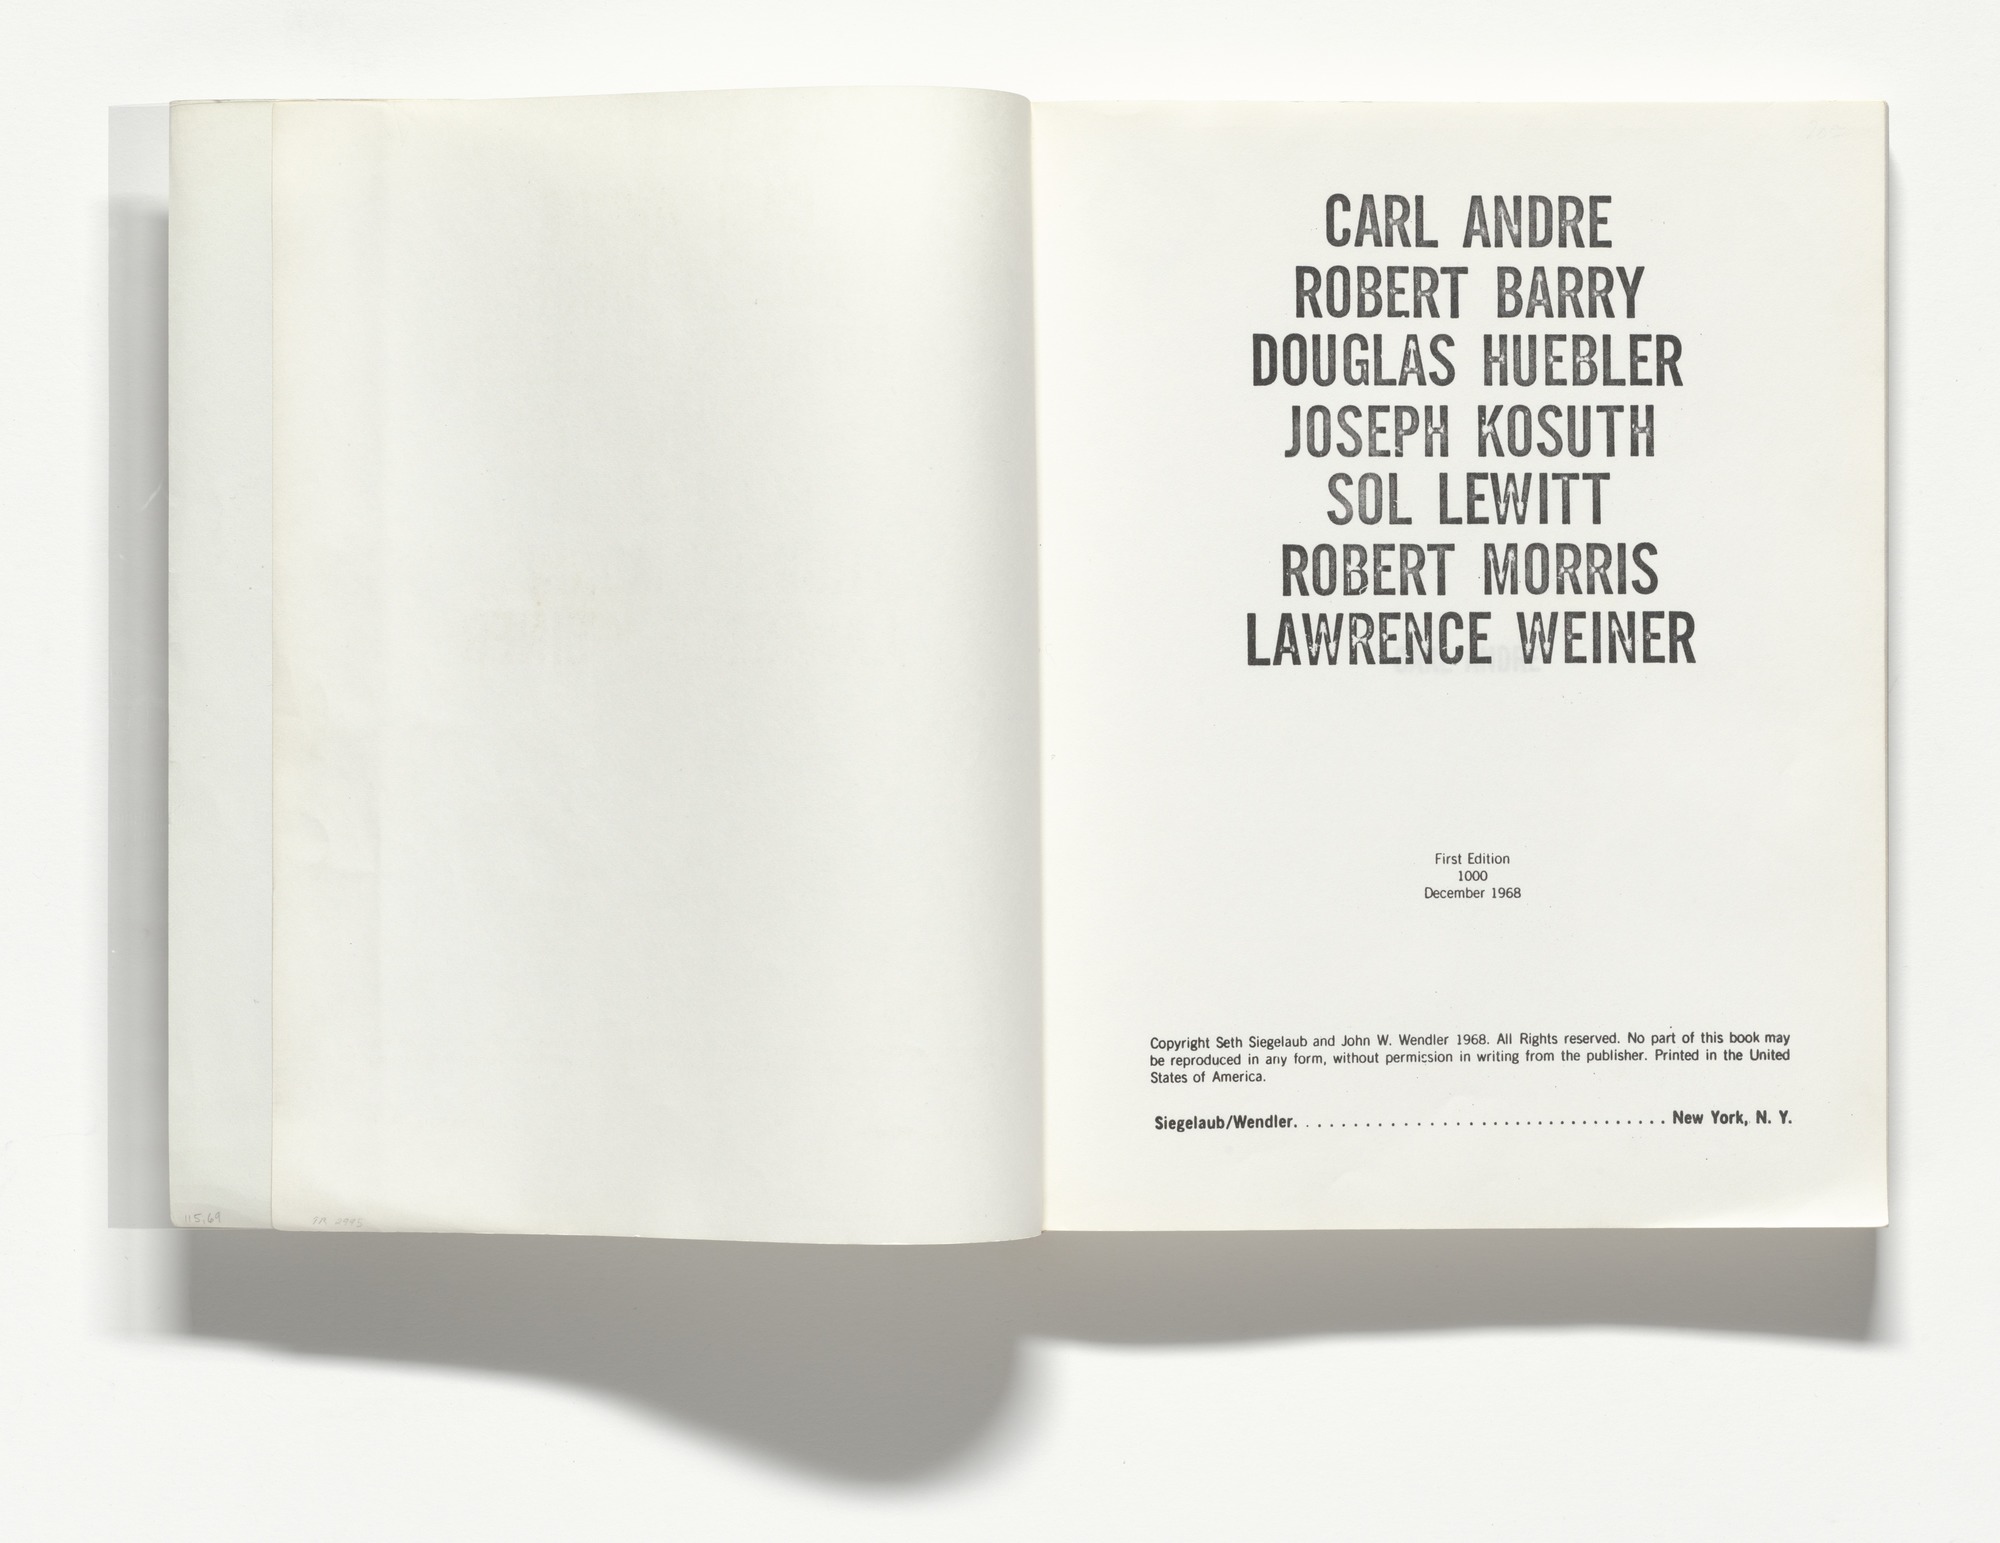 115.69
CARL ANDRE
ROBERT BARRY
DOUGLAS HUEBLER
JOSEPH KOSUTH
SOL LEWITT
ROBERT MORRIS
LAWRENCE WEINER
First Edition
1000
December 1968
Copyright Seth Siegelaub and John W. Wendler 1968. All Rights reserved. No part of this book may
be reproduced in any form, without permission in writing from the publisher. Printed in the United
States of America.
Siegelaub/Wendler. . . . . . . . . . . . . . . . . . . . . . . . . . . . . . New York, N. Y.